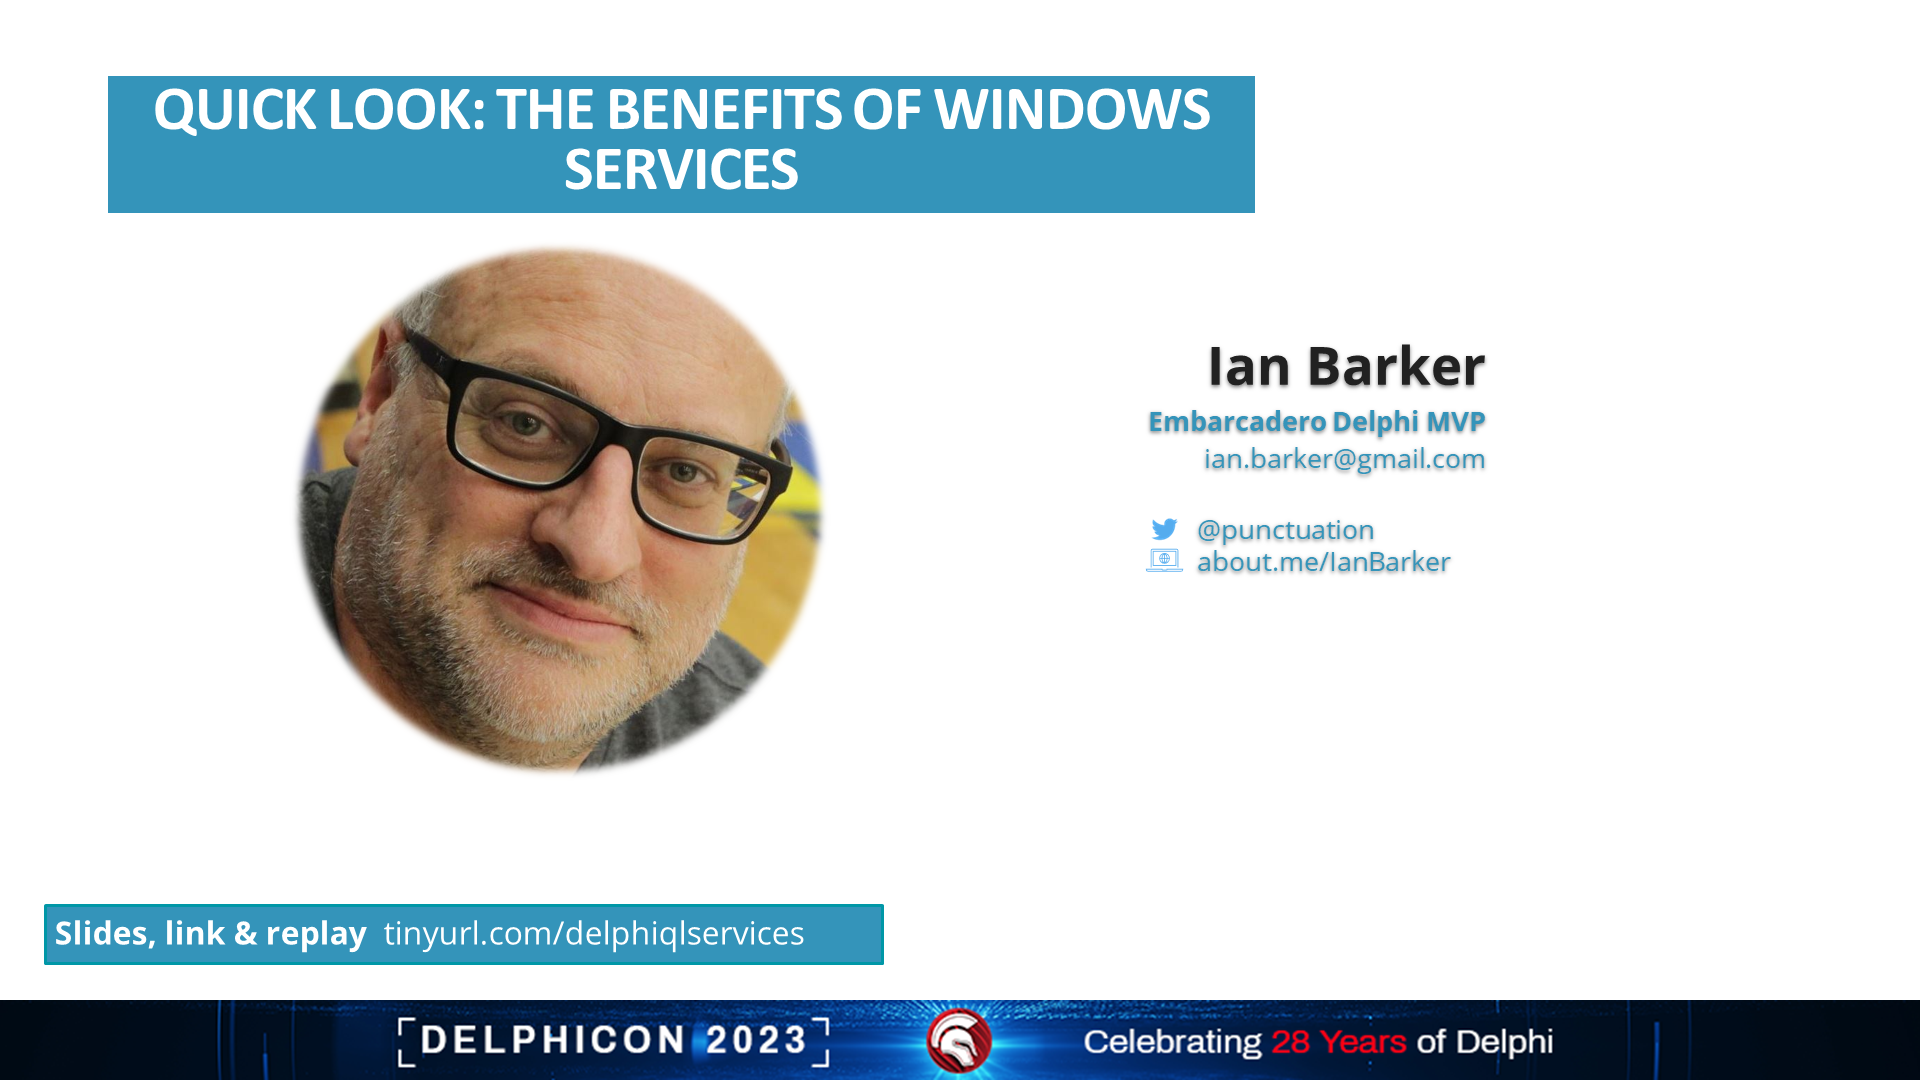 QUICK LOOK: THE BENEFITS OF WINDOWS
SERVICES
Ian Barker
Embarcadero Delphi MVP
ian.barker@gmail.com
@punctuation
about.me/IanBarker
Slides, link & replay tinyurl.com/delphiqlservices
DELPHICON 2023
Celebrating 28 Years of Delphi